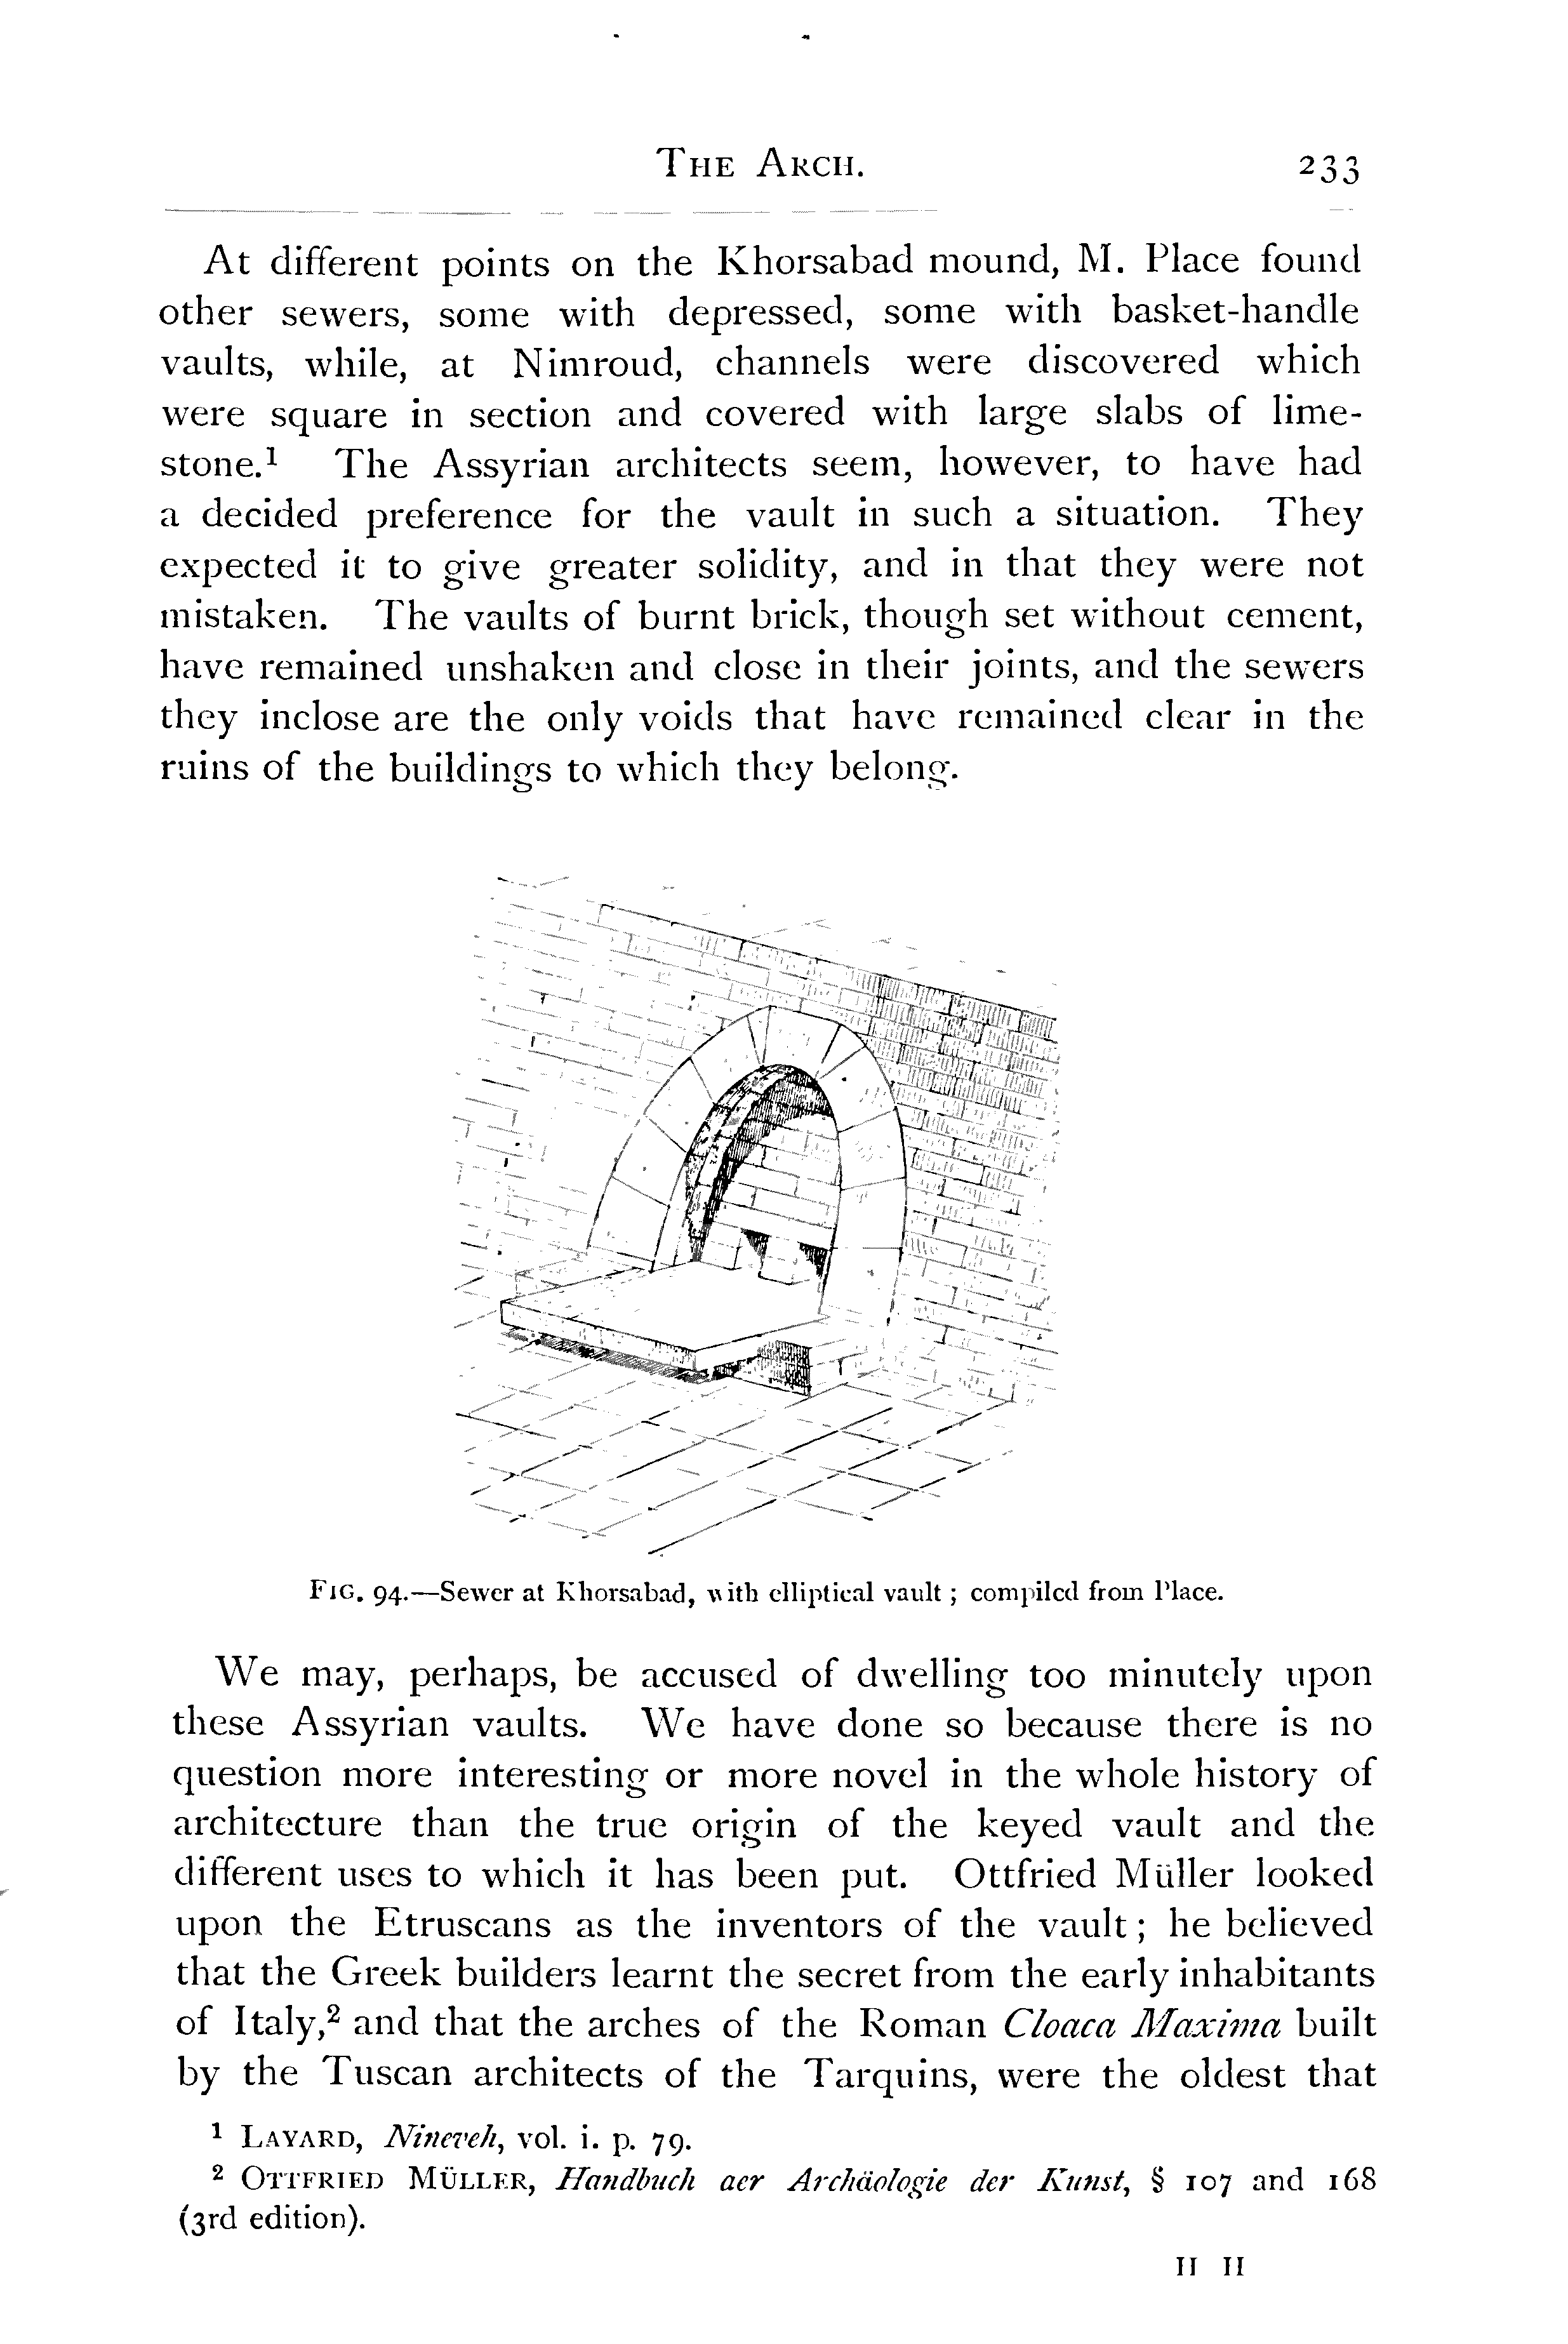 THE ARCH. 233
At different points on the Khorsabad mound, M. Place found
other sewers, some with depressed, some with basket-handle
vaults, while, at Nimroud, channels were discovered which
were square in section and covered with large slabs of lime-
stone.¹ The Assyrian architects seem, however, to have had
a decided preference for the vault in such a situation. They
expected it to give greater solidity, and in that they were not
mistaken. The vaults of burnt brick, though set without cement,
have remained unshaken and close in their joints, and the sewers
they inclose are the only voids that have remained clear in the
ruins of the buildings to which they belong.
FIG. 94.—Sewer at Khorsabad, with elliptical vault ; compiled from Place.
We may, perhaps, be accused of dwelling too minutely upon
these Assyrian vaults. We have done so because there is no
question more interesting or more novel in the whole history of
architecture than the true origin of the keyed vault and the
different uses to which it has been put. Ottfried Müller looked
upon the Etruscans as the inventors of the vault ; he believed
that the Greek builders learnt the secret from the early inhabitants
of Italy,² and that the arches of the Roman Cloaca Maxima built
by the Tuscan architects of the Tarquins, were the oldest that
¹ LAYARD, Nineveh, vol. i. p. 79.
² OTTFRIED MÜLLER, Handbuch der Archäologie der Kunst, § 107 and 168
(3rd edition).
H H